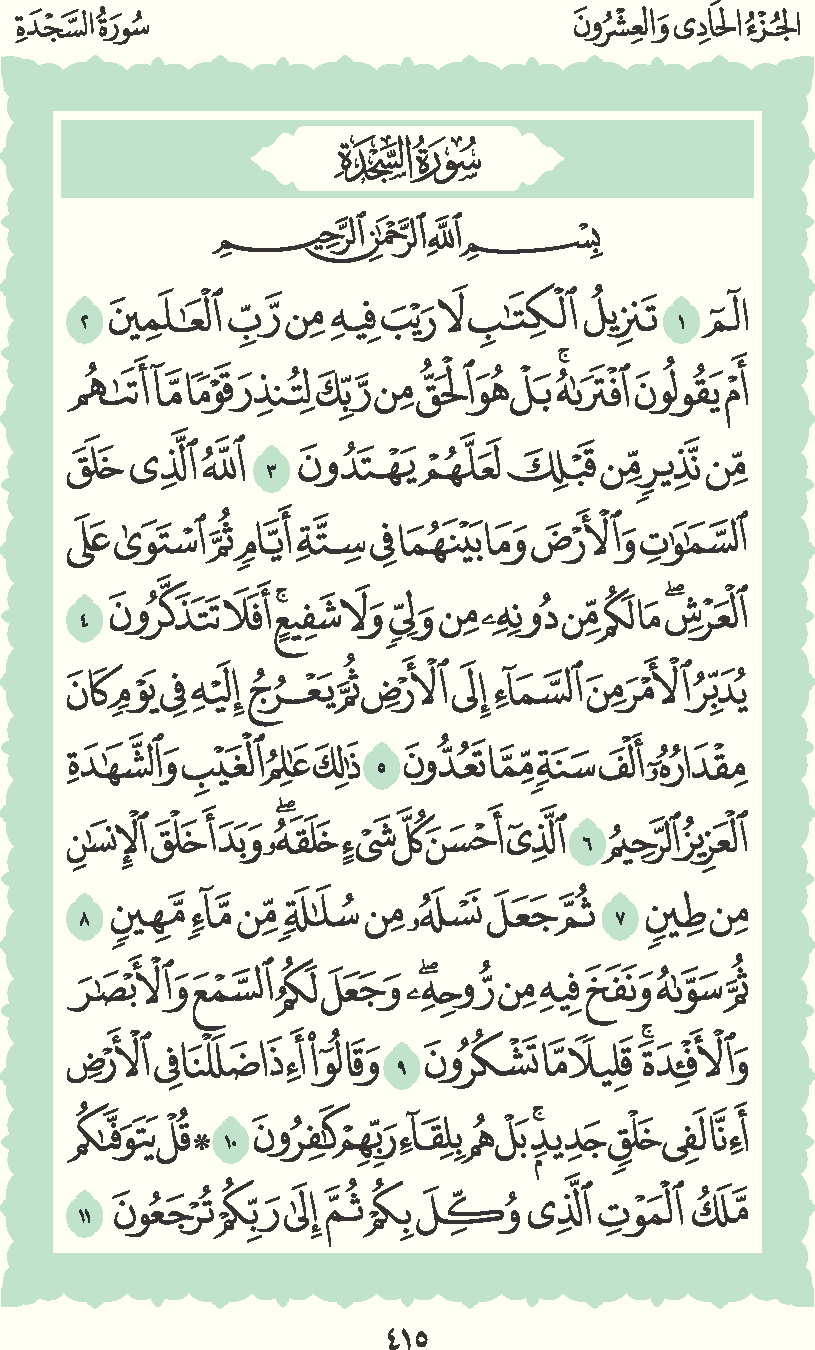 الجُزْءُ الحَادِى وَالعِشْرُونَ
سُورَةُ السَّجْدَةِ
سُورَةُ السَّجْدَةِ
بِسْمِ ٱللَّهِ ٱلرَّحْمَٰنِ ٱلرَّحِيمِ
الٓمٓ ١ تَنزِيلُ ٱلْكِتَٰبِ لَا رَيْبَ فِيهِ مِن رَّبِّ ٱلْعَٰلَمِينَ ٢
أَمْ يَقُولُونَ ٱفْتَرَىٰهُۚ بَلْ هُوَ ٱلْحَقُّ مِن رَّبِّكَ لِتُنذِرَ قَوْمًا مَّآ أَتَىٰهُم
مِّن نَّذِيرٍ مِّن قَبْلِكَ لَعَلَّهُمْ يَهْتَدُونَ ٣ ٱللَّهُ ٱلَّذِى خَلَقَ
ٱلسَّمَٰوَٰتِ وَٱلْأَرْضَ وَمَا بَيْنَهُمَا فِى سِتَّةِ أَيَّامٍ ثُمَّ ٱسْتَوَىٰ عَلَى
ٱلْعَرْشِۖ مَا لَكُم مِّن دُونِهِۦ مِن وَلِىٍّ وَلَا شَفِيعٍۚ أَفَلَا تَتَذَكَّرُونَ ٤
يُدَبِّرُ ٱلْأَمْرَ مِنَ ٱلسَّمَآءِ إِلَى ٱلْأَرْضِ ثُمَّ يَعْرُجُ إِلَيْهِ فِى يَوْمٍ كَانَ
مِقْدَارُهُۥٓ أَلْفَ سَنَةٍ مِّمَّا تَعُدُّونَ ٥ ذَٰلِكَ عَٰلِمُ ٱلْغَيْبِ وَٱلشَّهَٰدَةِ
ٱلْعَزِيزُ ٱلرَّحِيمُ ٦ ٱلَّذِىٓ أَحْسَنَ كُلَّ شَىْءٍ خَلَقَهُۥۖ وَبَدَأَ خَلْقَ ٱلْإِنسَٰنِ
مِن طِينٍ ٧ ثُمَّ جَعَلَ نَسْلَهُۥ مِن سُلَٰلَةٍ مِّن مَّآءٍ مَّهِينٍ ٨
ثُمَّ سَوَّىٰهُ وَنَفَخَ فِيهِ مِن رُّوحِهِۦۖ وَجَعَلَ لَكُمُ ٱلسَّمْعَ وَٱلْأَبْصَٰرَ
وَٱلْأَفْـِٔدَةَۚ قَلِيلًا مَّا تَشْكُرُونَ ٩ وَقَالُوٓا۟ أَءِذَا ضَلَلْنَا فِى ٱلْأَرْضِ
أَءِنَّا لَفِى خَلْقٍ جَدِيدٍۭۚ بَلْ هُم بِلِقَآءِ رَبِّهِمْ كَٰفِرُونَ ١٠ * قُلْ يَتَوَفَّىٰكُم
مَّلَكُ ٱلْمَوْتِ ٱلَّذِى وُكِّلَ بِكُمْ ثُمَّ إِلَىٰ رَبِّكُمْ تُرْجَعُونَ ١١
٤١٥